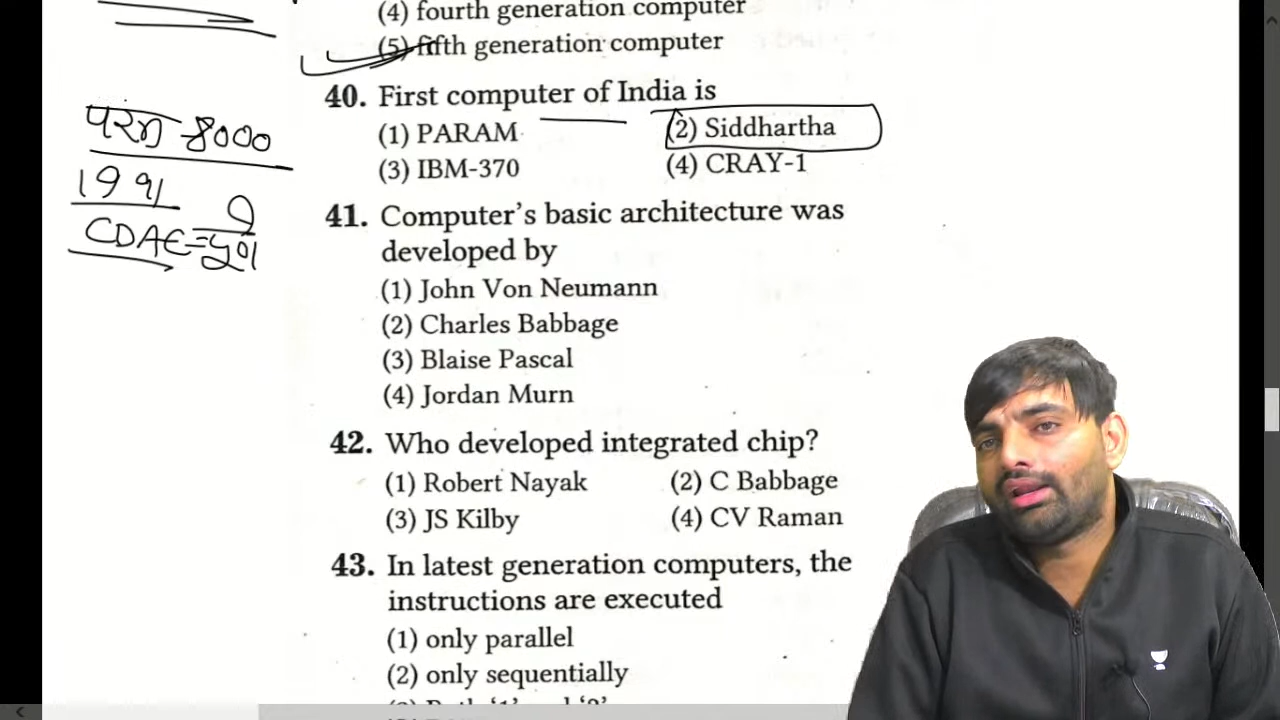 (4) fourth generation computer
(5) fifth generation computer
40. First computer of India is
(1) PARAM (2) Siddhartha
(3) IBM-370 (4) CRAY-1
परम -8000
1991
CDAC=पुणे
41. Computer's basic architecture was
developed by
(1) John Von Neumann
(2) Charles Babbage
(3) Blaise Pascal
(4) Jordan Murn
42. Who developed integrated chip?
(1) Robert Nayak (2) C Babbage
(3) JS Kilby (4) CV Raman
43. In latest generation computers, the
instructions are executed
(1) only parallel
(2) only sequentially